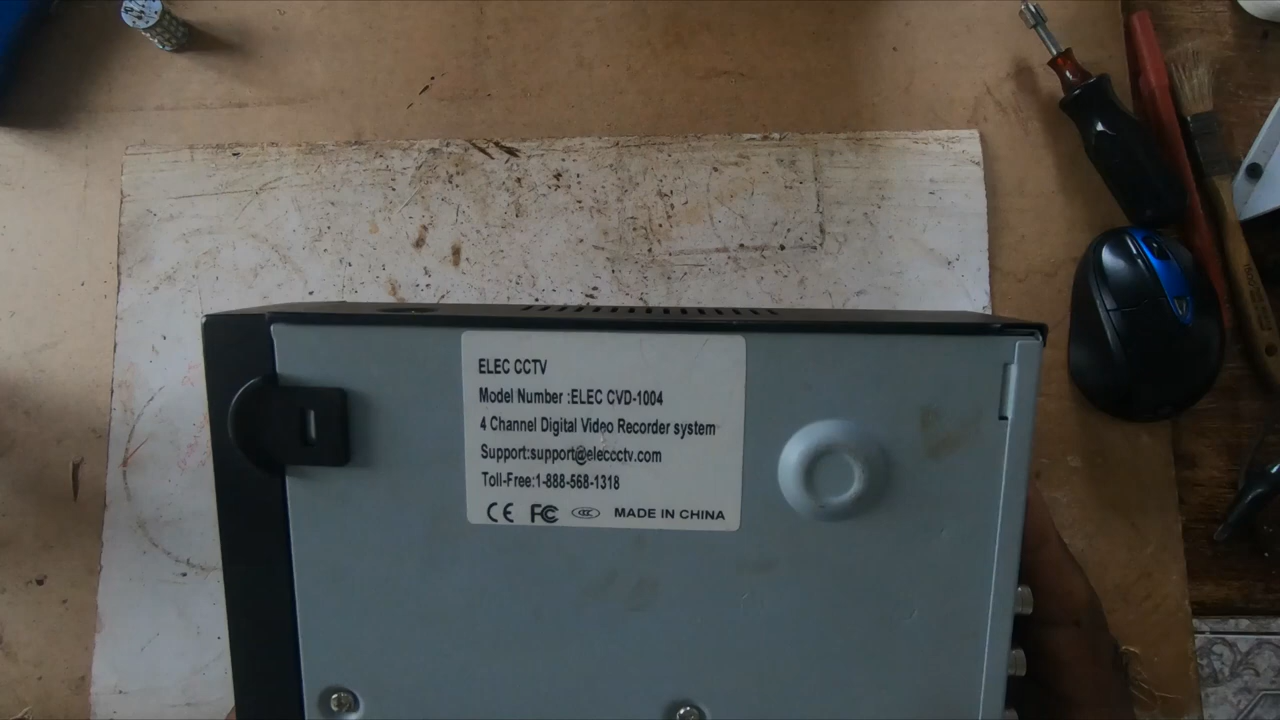 ELEC CCTV
Model Number :ELEC CVD-1004
4 Channel Digital Video Recorder system
Support:support@eleccctv.com
Toll-Free:1-888-568-1318
CE FC CCC MADE IN CHINA